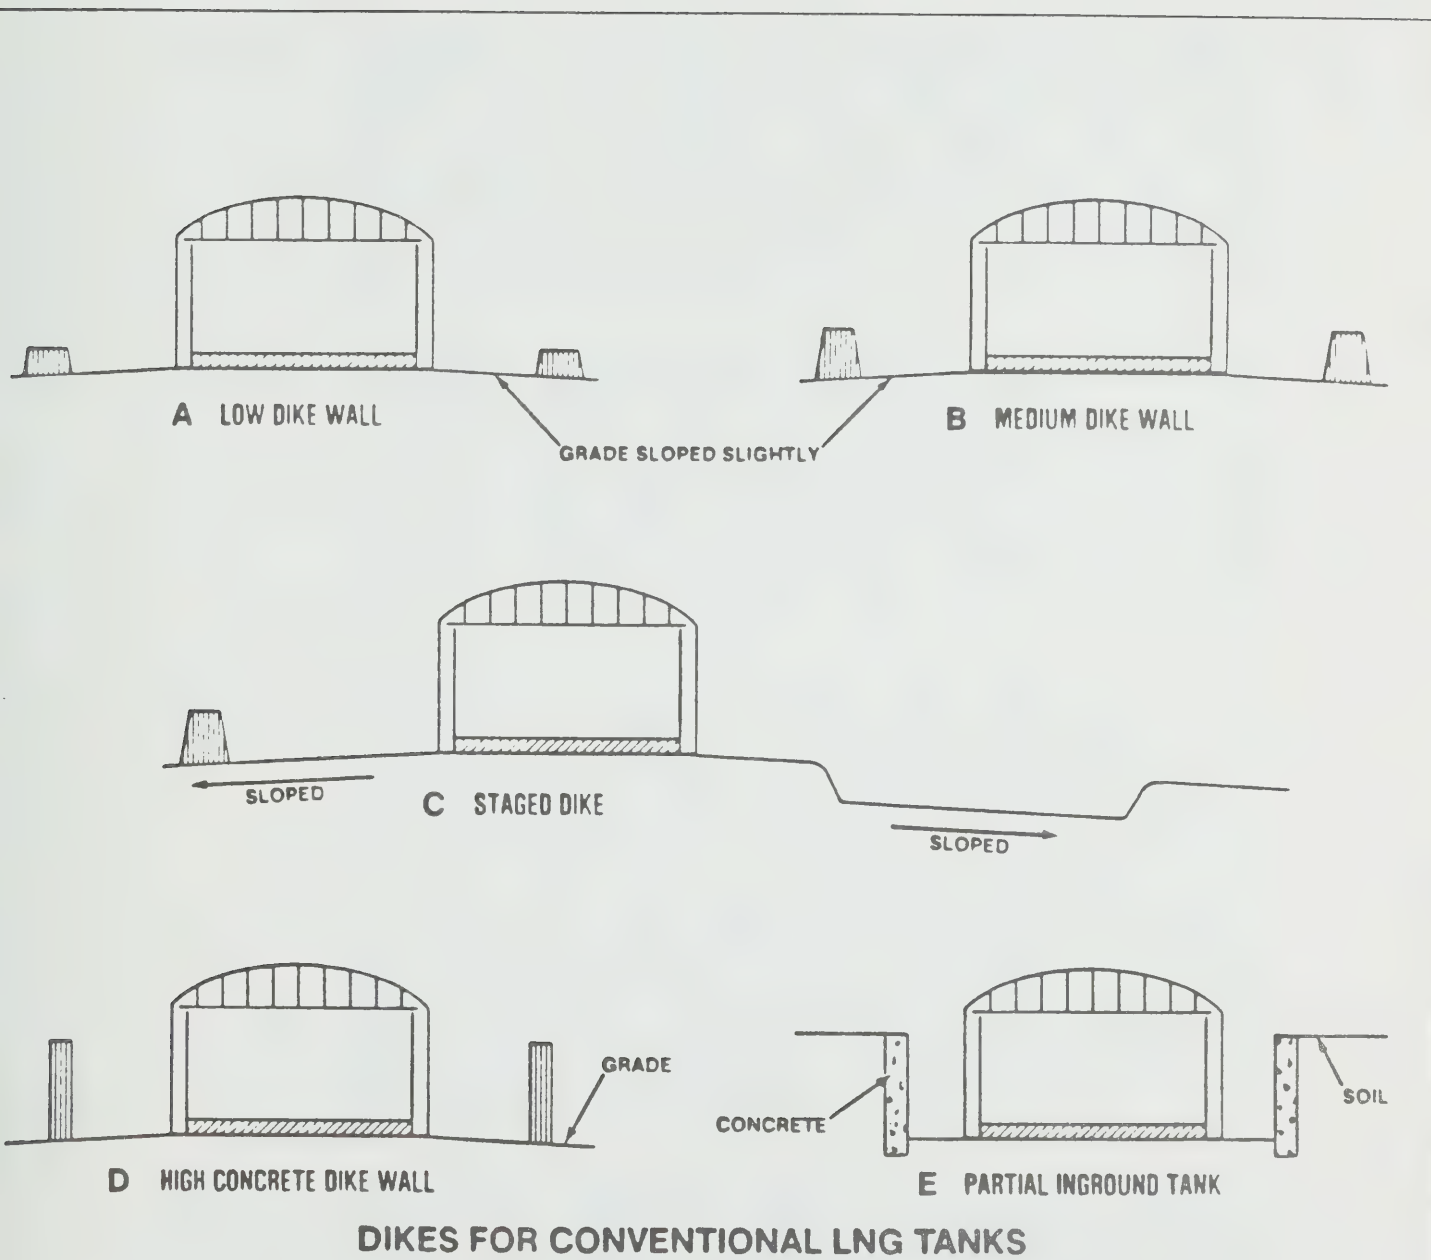 A LOW DIKE WALL
B MEDIUM DIKE WALL
GRADE SLOPED SLIGHTLY
SLOPED
C STAGED DIKE
SLOPED
GRADE
CONCRETE
SOIL
D HIGH CONCRETE DIKE WALL
E PARTIAL INGROUND TANK
DIKES FOR CONVENTIONAL LNG TANKS